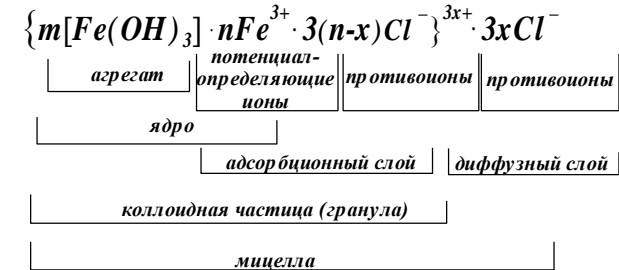 {m[Fe(OH)₃]·nFe³⁺·3(n-x)Cl⁻}³ˣ⁺·3xCl⁻
агрегат
потенциал-
определяющие
ионы
противоионы
противоионы
ядро
адсорбционный слой
диффузный слой
коллоидная частица (гранула)
мицелла